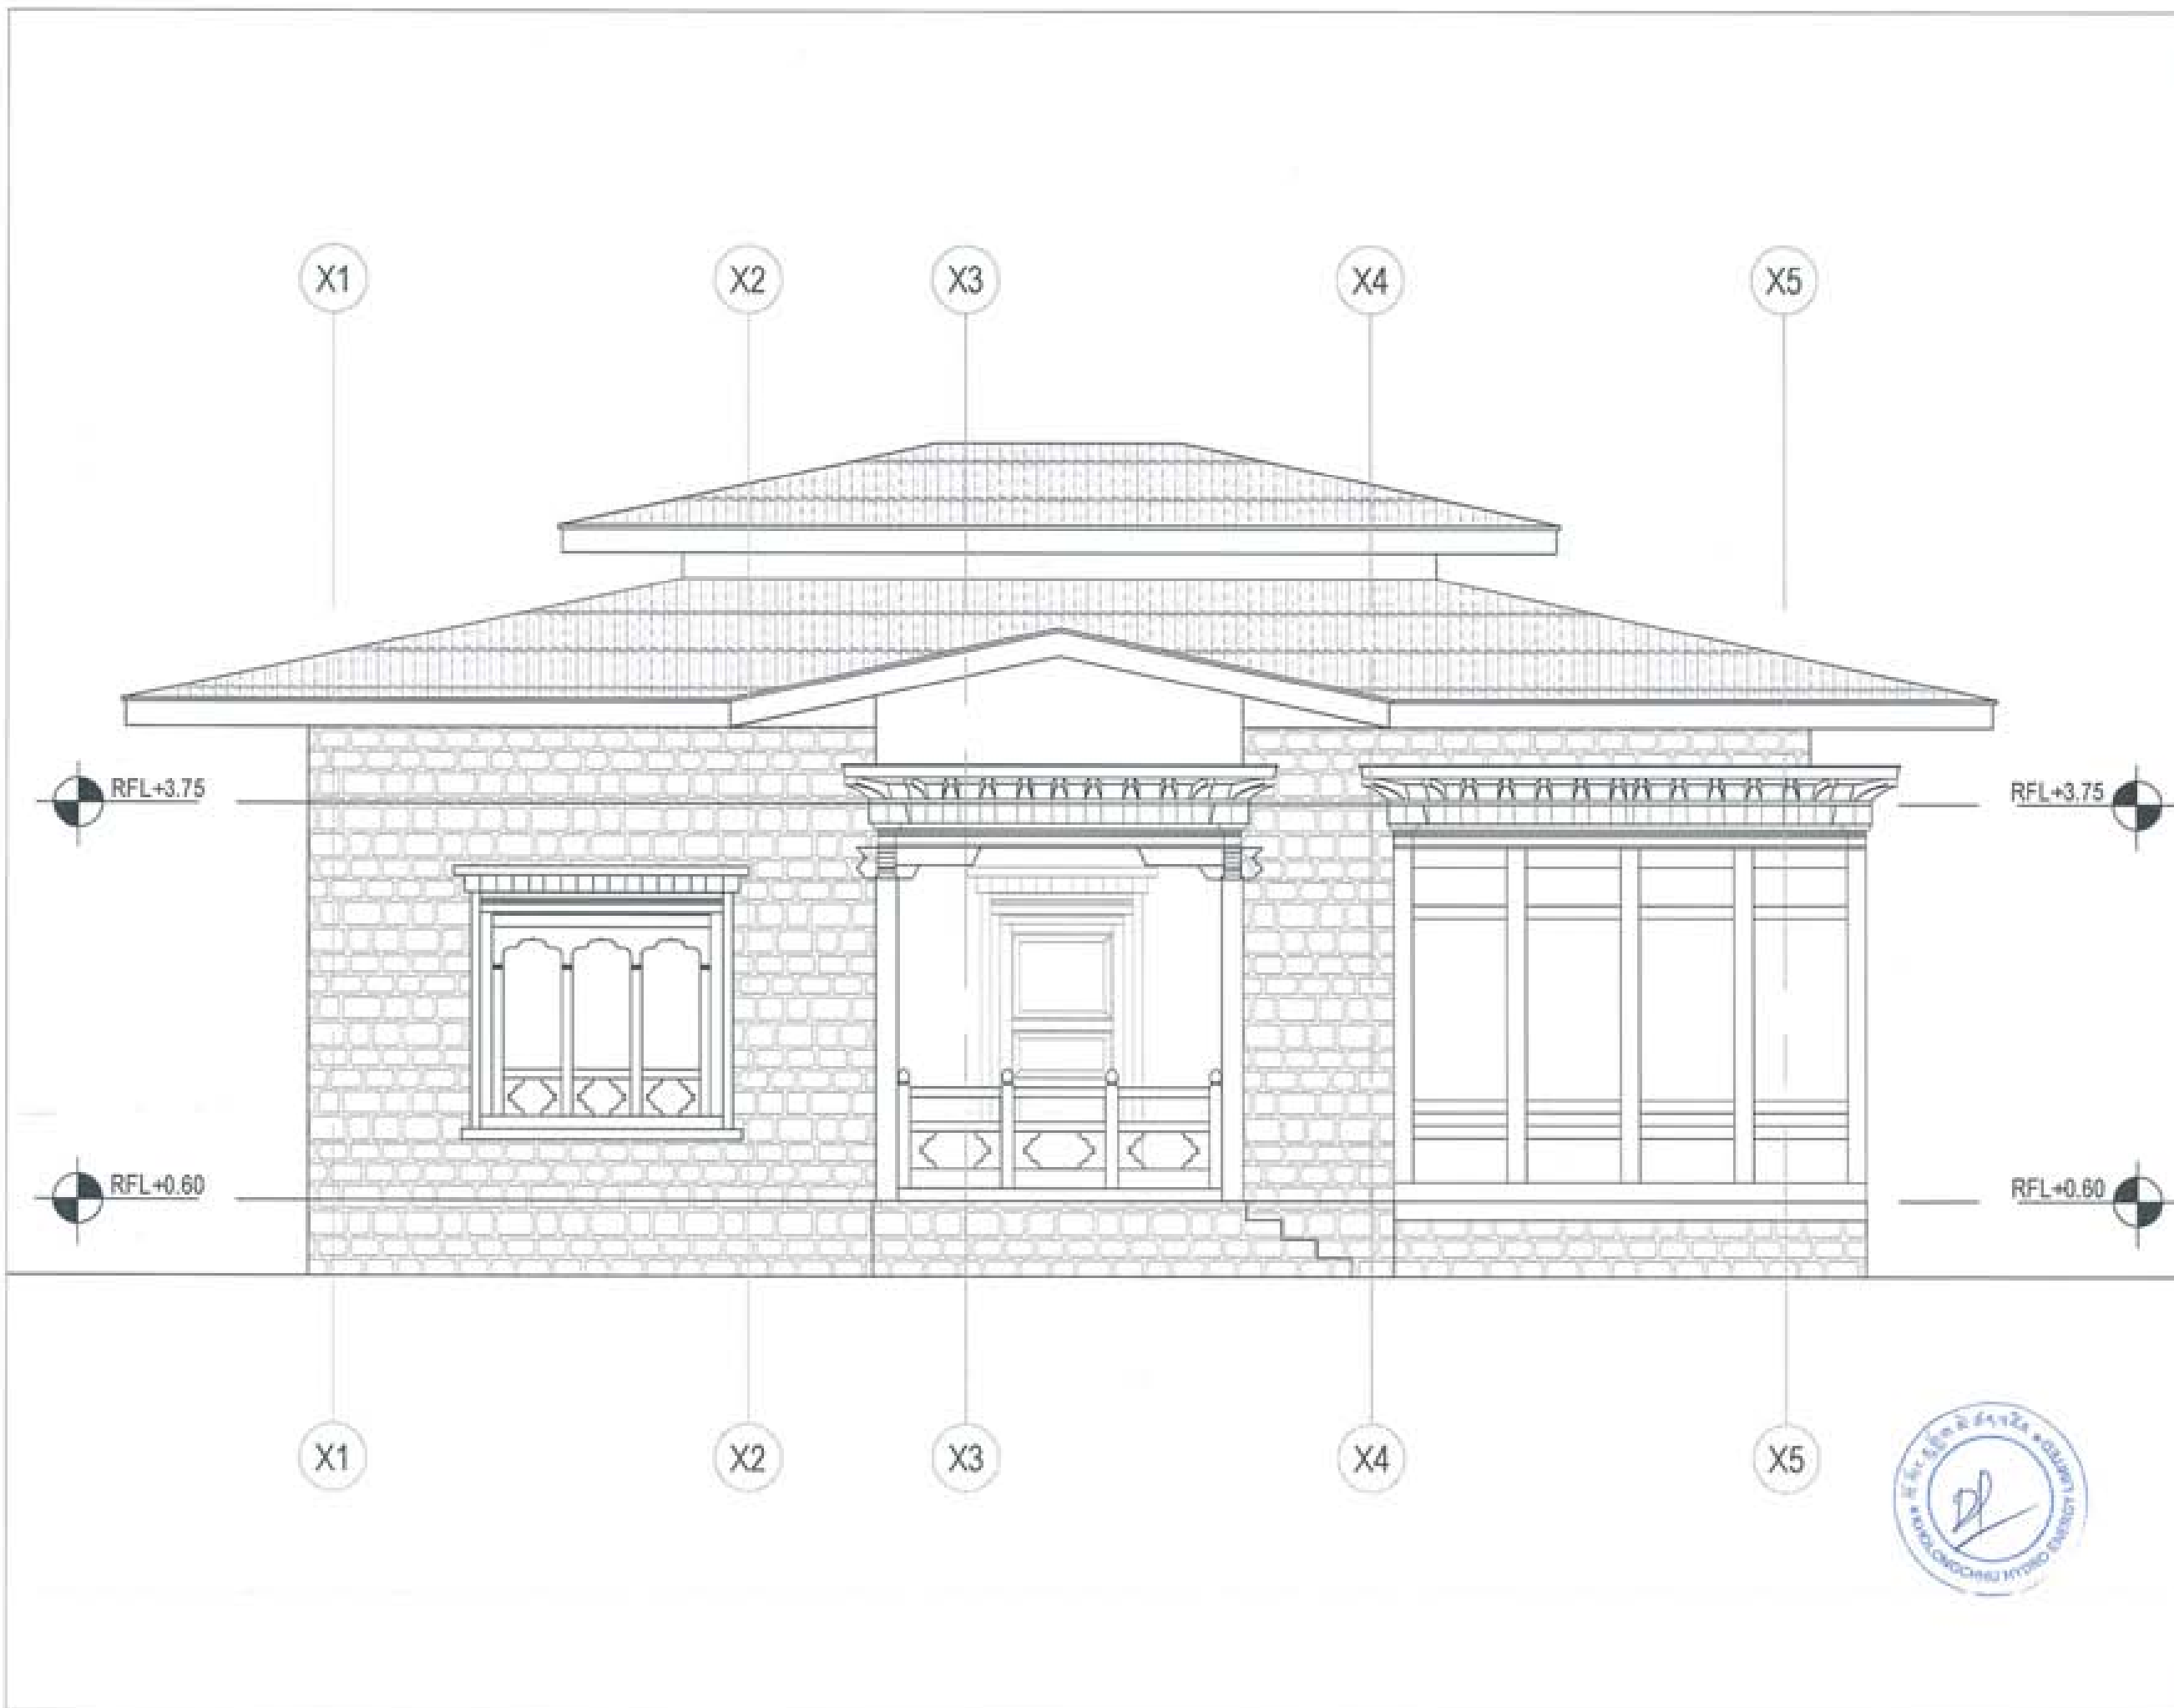 X1 X2 X3 X4 X5
RFL+3.75 RFL+3.75
RFL+0.60 RFL+0.60
X1 X2 X3 X4 X5
KHOLONGCHHU HYDRO ENERGY LIMITED